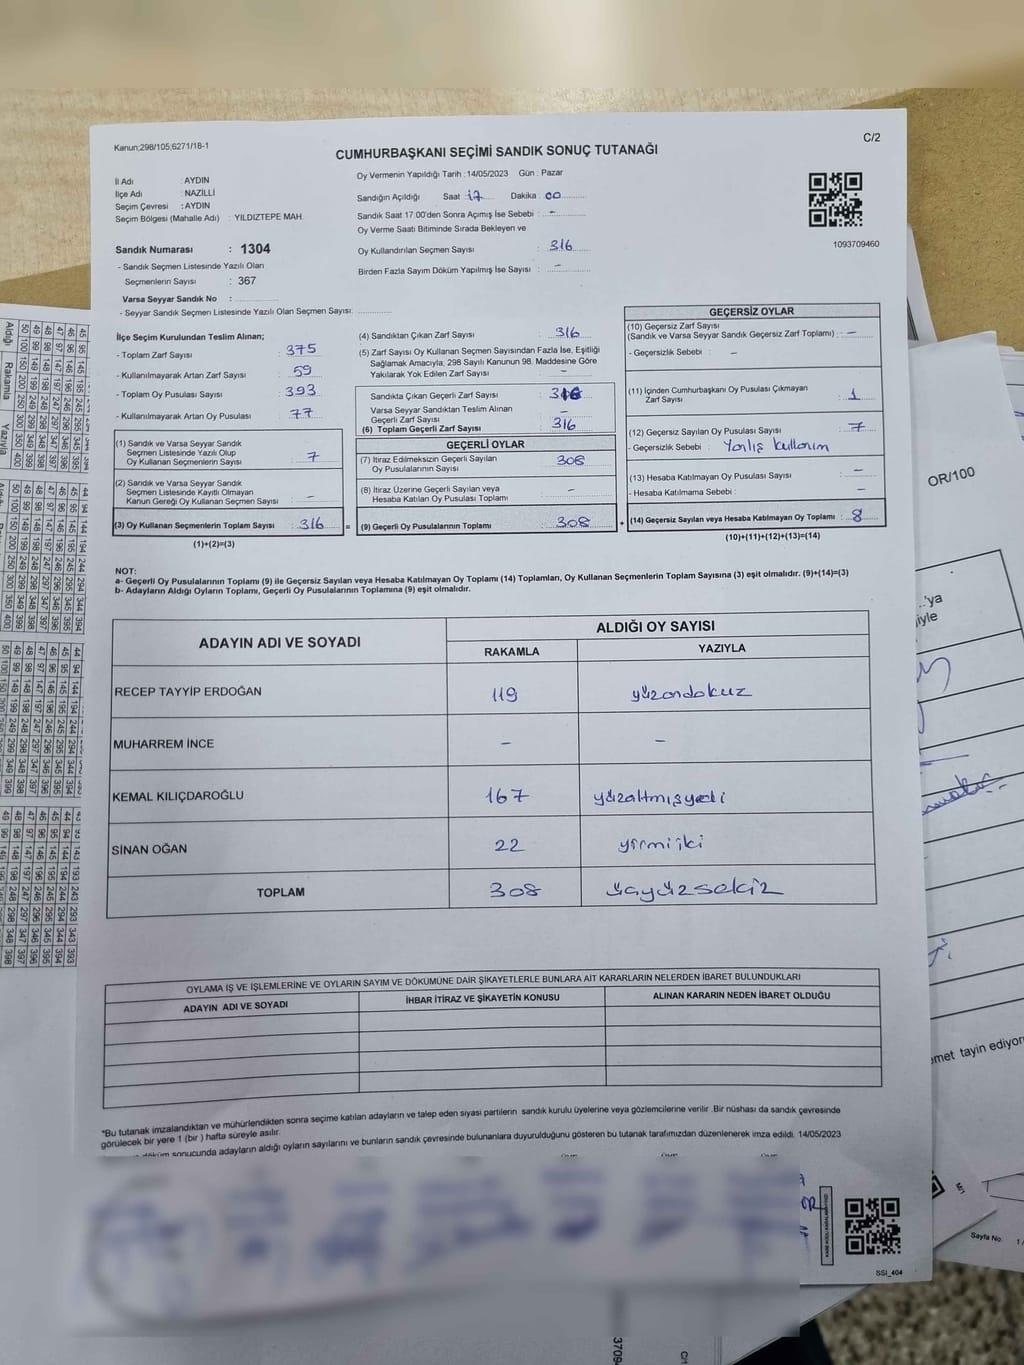 Kanun;298/105;6271/18-1
C/2
CUMHURBAŞKANI SEÇİMİ SANDIK SONUÇ TUTANAĞI
İl Adı : AYDIN
İlçe Adı : NAZİLLİ
Seçim Çevresi : AYDIN
Seçim Bölgesi (Mahalle Adı) : YILDIZTEPE MAH.
Sandık Numarası : 1304
- Sandık Seçmen Listesinde Yazılı Olan
Seçmenlerin Sayısı : 367
Varsa Seyyar Sandık No :
- Seyyar Sandık Seçmen Listesinde Yazılı Olan Seçmen Sayısı:
Oy Vermenin Yapıldığı Tarih :14/05/2023 Gün : Pazar
Sandığın Açıldığı Saat : 17 Dakika : 00
Sandık Saat 17.00'den Sonra Açımış İse Sebebi : -
Oy Verme Saati Bitiminde Sırada Bekleyen ve
Oy Kullandırılan Seçmen Sayısı : 316
Birden Fazla Sayım Döküm Yapılmış İse Sayısı : -
1093709460
İlçe Seçim Kurulundan Teslim Alınan;
- Toplam Zarf Sayısı : 375
- Kullanılmayarak Artan Zarf Sayısı : 59
- Toplam Oy Pusulası Sayısı : 393
- Kullanılmayarak Artan Oy Pusulası : 77
(1) Sandık ve Varsa Seyyar Sandık
Seçmen Listesinde Yazılı Olup
Oy Kullanan Seçmenlerin Sayısı : 7
(2) Sandık ve Varsa Seyyar Sandık
Seçmen Listesinde Kayıtlı Olmayan
Kanun Gereği Oy Kullanan Seçmen Sayısı : -
(3) Oy Kullanan Seçmenlerin Toplam Sayısı : 316 =
(1)+(2)=(3)
(4) Sandıktan Çıkan Zarf Sayısı : 316
(5) Zarf Sayısı Oy Kullanan Seçmen Sayısından Fazla İse, Eşitliği
Sağlamak Amacıyla; 298 Sayılı Kanunun 98. Maddesine Göre
Yakılarak Yok Edilen Zarf Sayısı : -
Sandıkta Çıkan Geçerli Zarf Sayısı : 316
Varsa Seyyar Sandıktan Teslim Alınan
Geçerli Zarf Sayısı : -
(6) Toplam Geçerli Zarf Sayısı : 316
GEÇERLİ OYLAR
(7) İtiraz Edilmeksizin Geçerli Sayılan
Oy Pusulalarının Sayısı : 308
(8) İtiraz Üzerine Geçerli Sayılan veya
Hesaba Katılan Oy Pusulası Toplamı : -
(9) Geçerli Oy Pusulalarının Toplamı : 308 +
GEÇERSİZ OYLAR
(10) Geçersiz Zarf Sayısı
(Sandık ve Varsa Seyyar Sandık Geçersiz Zarf Toplamı) : -
- Geçersizlik Sebebi : -
(11) İçinden Cumhurbaşkanı Oy Pusulası Çıkmayan
Zarf Sayısı : 1
(12) Geçersiz Sayılan Oy Pusulası Sayısı : 7
- Geçersizlik Sebebi : Yanlış kullanım
(13) Hesaba Katılmayan Oy Pusulası Sayısı : -
- Hesaba Katılmama Sebebi : -
(14) Geçersiz Sayılan veya Hesaba Katılmayan Oy Toplamı : 8
(10)+(11)+(12)+(13)=(14)
NOT:
a- Geçerli Oy Pusulalarının Toplamı (9) ile Geçersiz Sayılan veya Hesaba Katılmayan Oy Toplamı (14) Toplamları, Oy Kullanan Seçmenlerin Toplam Sayısına (3) eşit olmalıdır. (9)+(14)=(3)
b- Adayların Aldığı Oyların Toplamı, Geçerli Oy Pusulalarının Toplamına (9) eşit olmalıdır.
ADAYIN ADI VE SOYADI
ALDIĞI OY SAYISI
RAKAMLA YAZIYLA
RECEP TAYYİP ERDOĞAN 119 yüzondokuz
MUHARREM İNCE - -
KEMAL KILIÇDAROĞLU 167 yüzaltmışyedi
SİNAN OĞAN 22 yirmiiki
TOPLAM 308 üçyüzsekiz
OYLAMA İŞ VE İŞLEMLERİNE VE OYLARIN SAYIM VE DÖKÜMÜNE DAİR ŞİKAYETLERLE BUNLARA AİT KARARLARIN NELERDEN İBARET BULUNDUKLARI
ADAYIN ADI VE SOYADI İHBAR İTİRAZ VE ŞİKAYETİN KONUSU ALINAN KARARIN NEDEN İBARET OLDUĞU
*Bu tutanak imzalandıktan ve mühürlendikten sonra seçime katılan adayların ve talep eden siyasi partilerin sandık kurulu üyelerine veya gözlemcilerine verilir .Bir nüshası da sandık çevresinde
görülecek bir yere 1 (bir ) hafta süreyle asılır.
döküm sonucunda adayların aldığı oyların sayılarını ve bunların sandık çevresinde bulunanlara duyurulduğunu gösteren bu tutanak tarafımızdan düzenlenerek imza edildi. 14/05/2023
SSI_404
OR/100
..'ya
iyle
emet tayin ediyor
Sayfa No: 1 /
Aldığı
Rakamla
Yazıyla